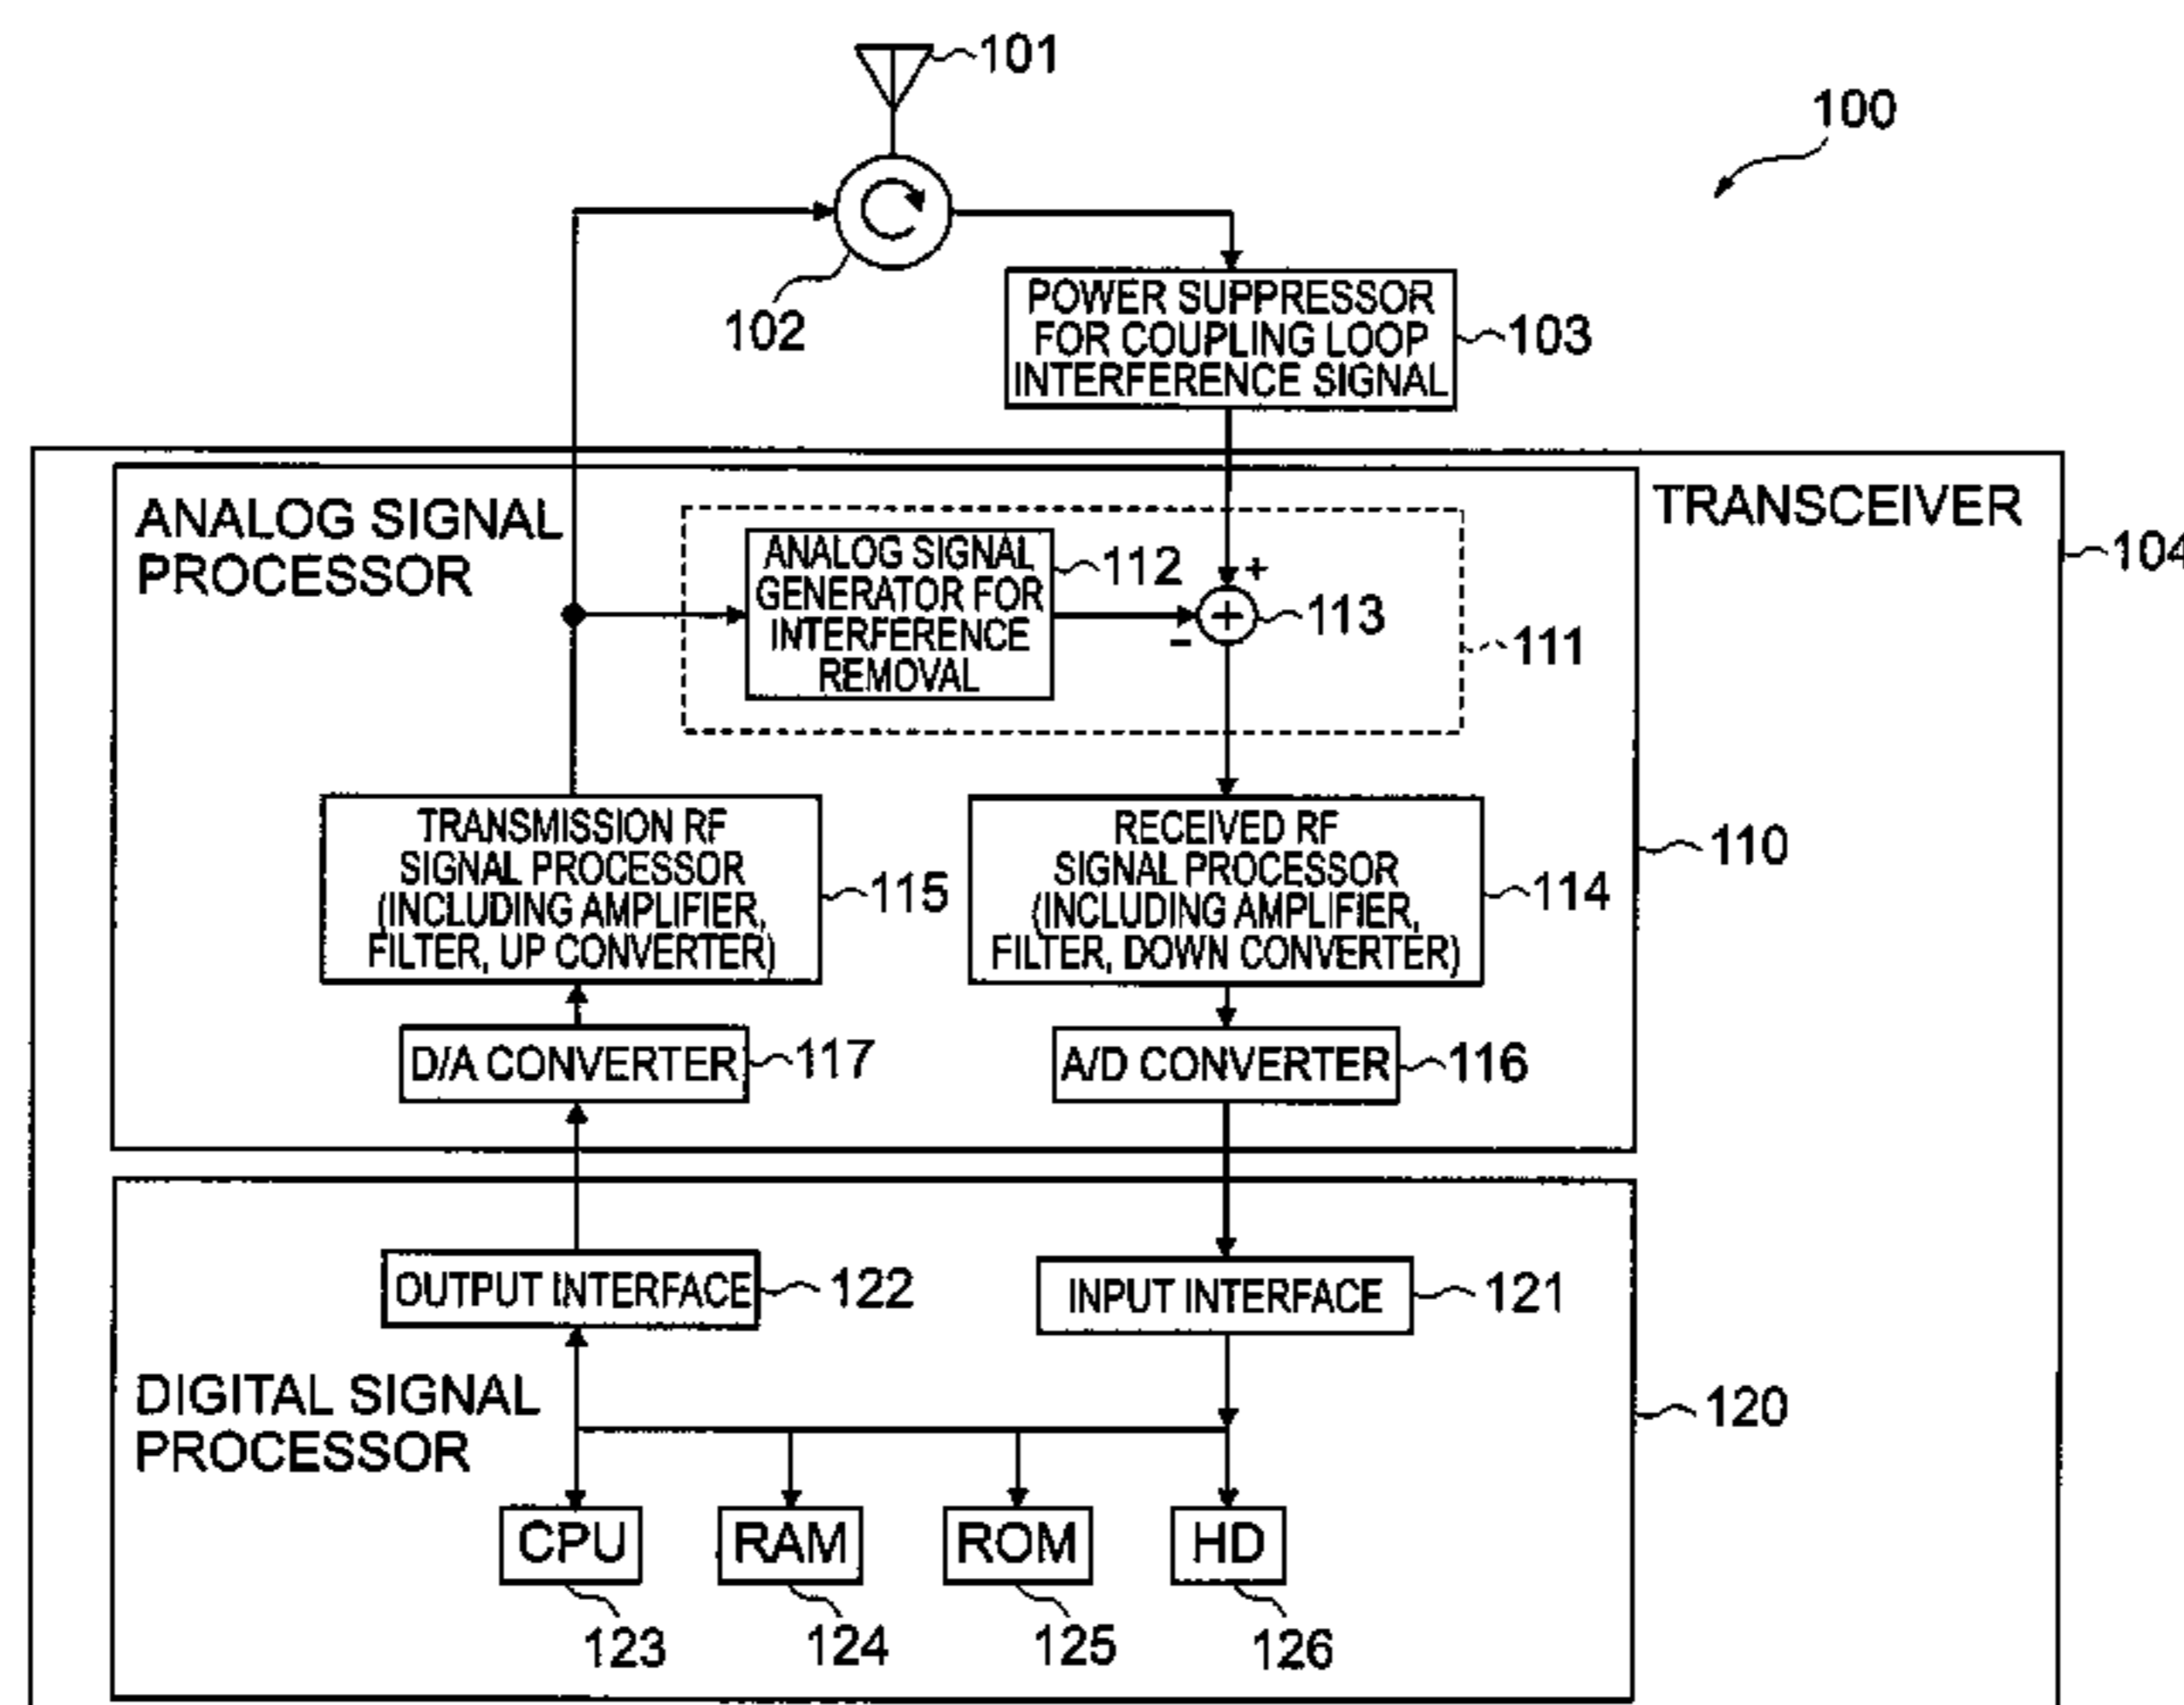 101
100
102
POWER SUPPRESSOR
FOR COUPLING LOOP
INTERFERENCE SIGNAL
103
ANALOG SIGNAL
PROCESSOR
TRANSCEIVER
104
ANALOG SIGNAL
GENERATOR FOR
INTERFERENCE
REMOVAL
112
+
+
-
113
111
TRANSMISSION RF
SIGNAL PROCESSOR
(INCLUDING AMPLIFIER,
FILTER, UP CONVERTER)
115
RECEIVED RF
SIGNAL PROCESSOR
(INCLUDING AMPLIFIER,
FILTER, DOWN CONVERTER)
114
110
D/A CONVERTER
117
A/D CONVERTER
116
OUTPUT INTERFACE
122
INPUT INTERFACE
121
DIGITAL SIGNAL
PROCESSOR
120
CPU
RAM
ROM
HD
123
124
125
126